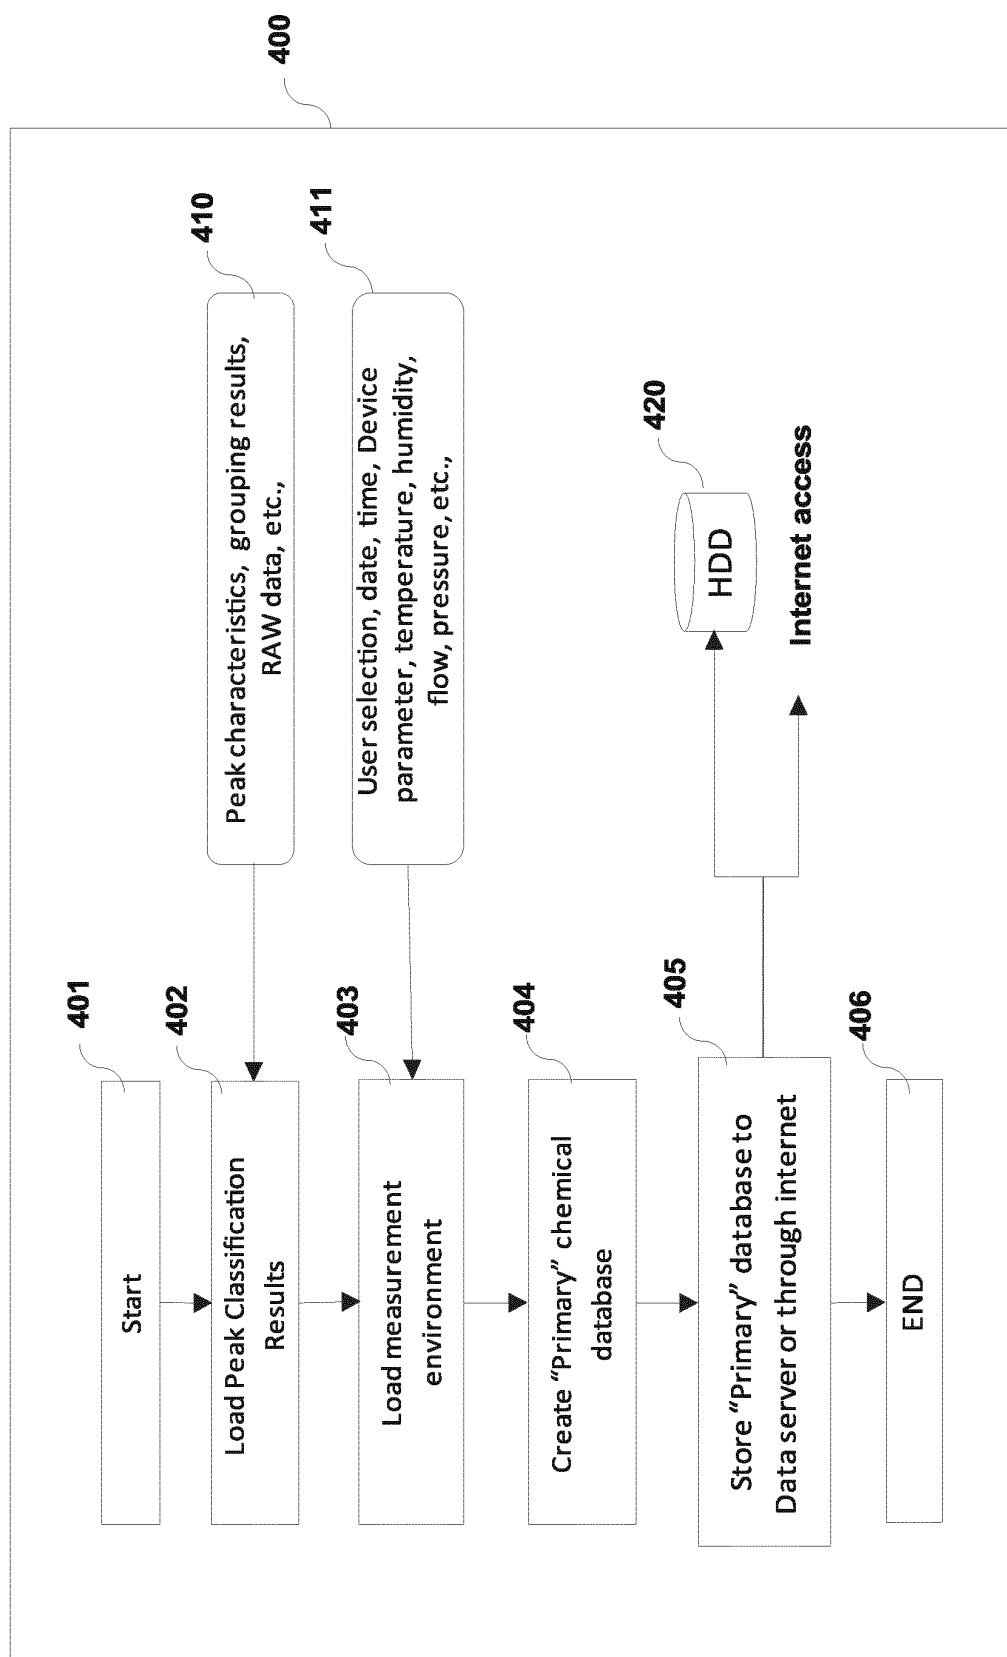 400
401
Start
402
Load Peak Classification
Results
410
Peak characteristics, grouping results,
RAW data, etc.,
403
Load measurement
environment
411
User selection, date, time, Device
parameter, temperature, humidity,
flow, pressure, etc.,
404
Create “Primary” chemical
database
405
Store “Primary” database to
Data server or through internet
420
HDD
Internet access
406
END